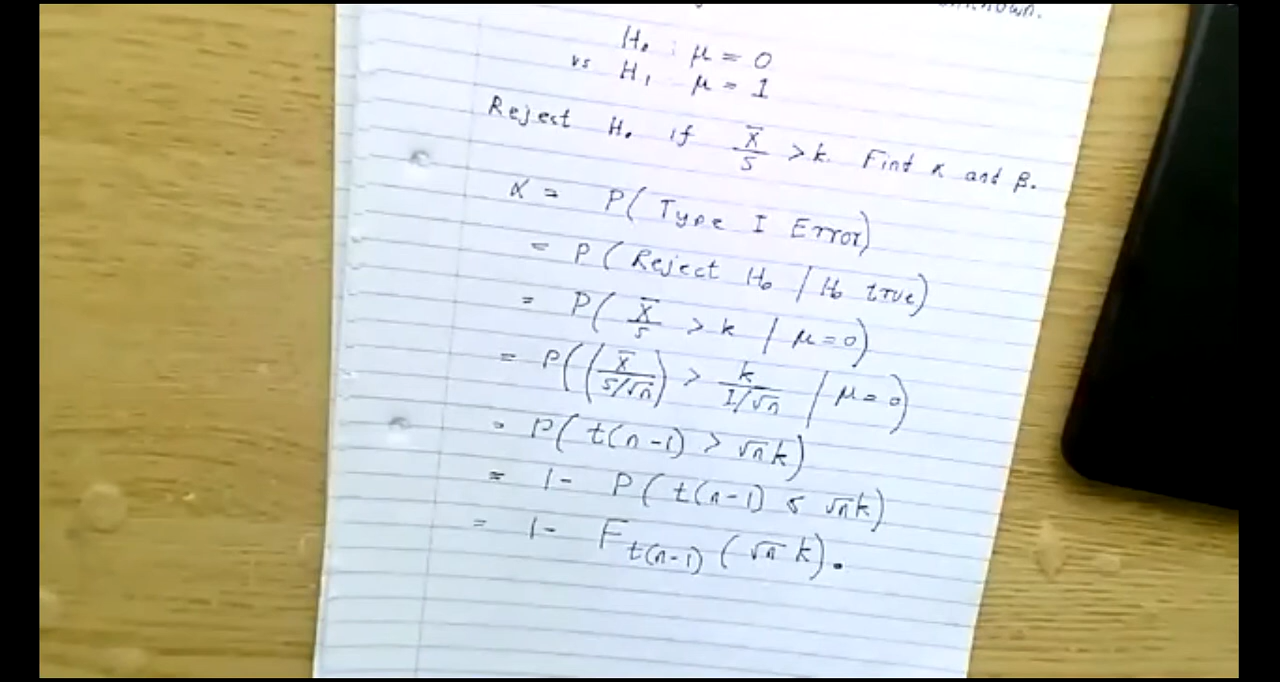 unknown.
H₀ : μ = 0
vs H₁ μ = 1
Reject H₀ if x̄/s > k. Find α and β.
α = P( Type I Error)
= P( Reject H₀ / H₀ true)
= P( x̄/s > k / μ = 0)
= P( (x̄/(s/√n)) > k/(1/√n) / μ = 0)
= P( t(n-1) > √n k)
= 1 - P( t(n-1) ≤ √n k)
= 1 - F t(n-1) (√n k).